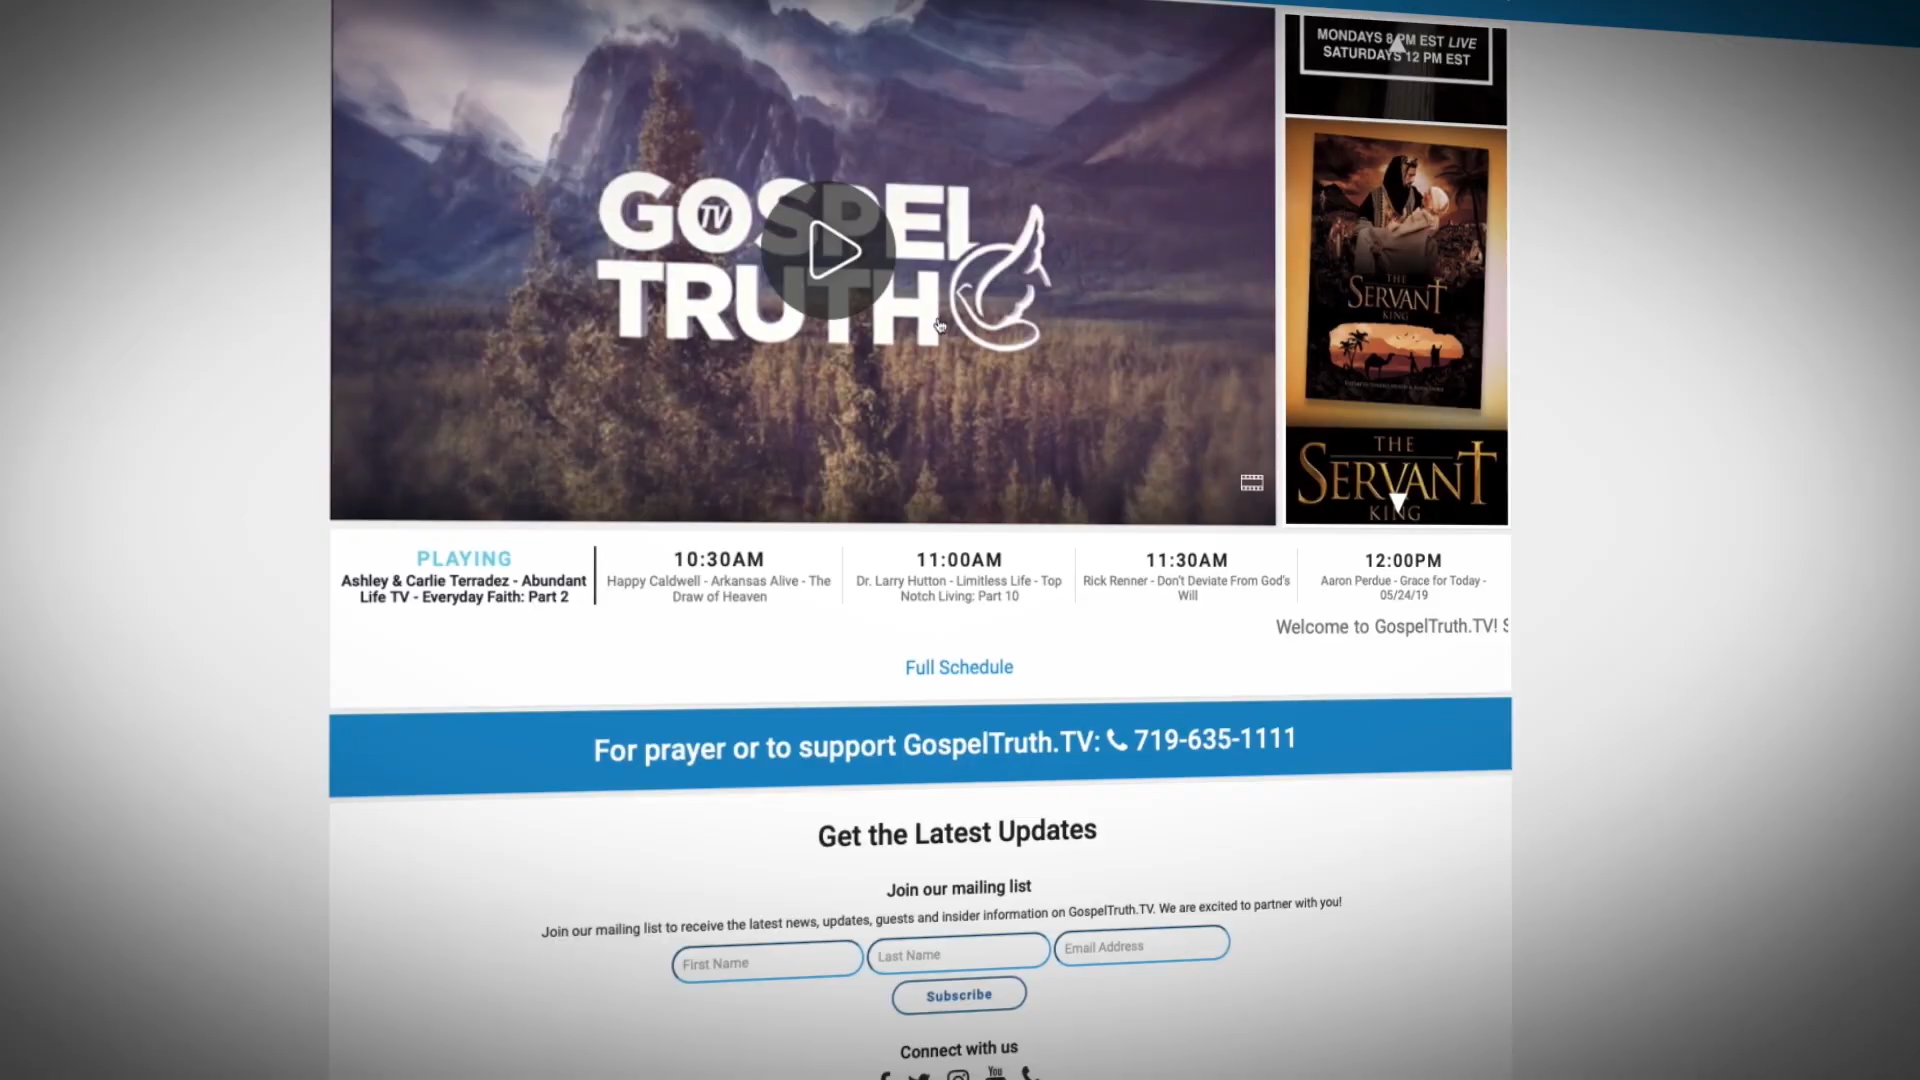 MONDAYS 8 PM EST LIVE
SATURDAYS 12 PM EST
GOSPEL
TV
TRUTH
THE
SERVANT
KING
THE
SERVANT
KING
PLAYING
Ashley & Carlie Terradez - Abundant
Life TV - Everyday Faith: Part 2
10:30AM
Happy Caldwell - Arkansas Alive - The
Draw of Heaven
11:00AM
Dr. Larry Hutton - Limitless Life - Top
Notch Living: Part 10
11:30AM
Rick Renner - Don't Deviate From God's
Will
12:00PM
Aaron Perdue - Grace for Today -
05/24/19
Welcome to GospelTruth.TV! S
Full Schedule
For prayer or to support GospelTruth.TV: 719-635-1111
Get the Latest Updates
Join our mailing list
Join our mailing list to receive the latest news, updates, guests and insider information on GospelTruth.TV. We are excited to partner with you!
First Name
Last Name
Email Address
Subscribe
Connect with us
You